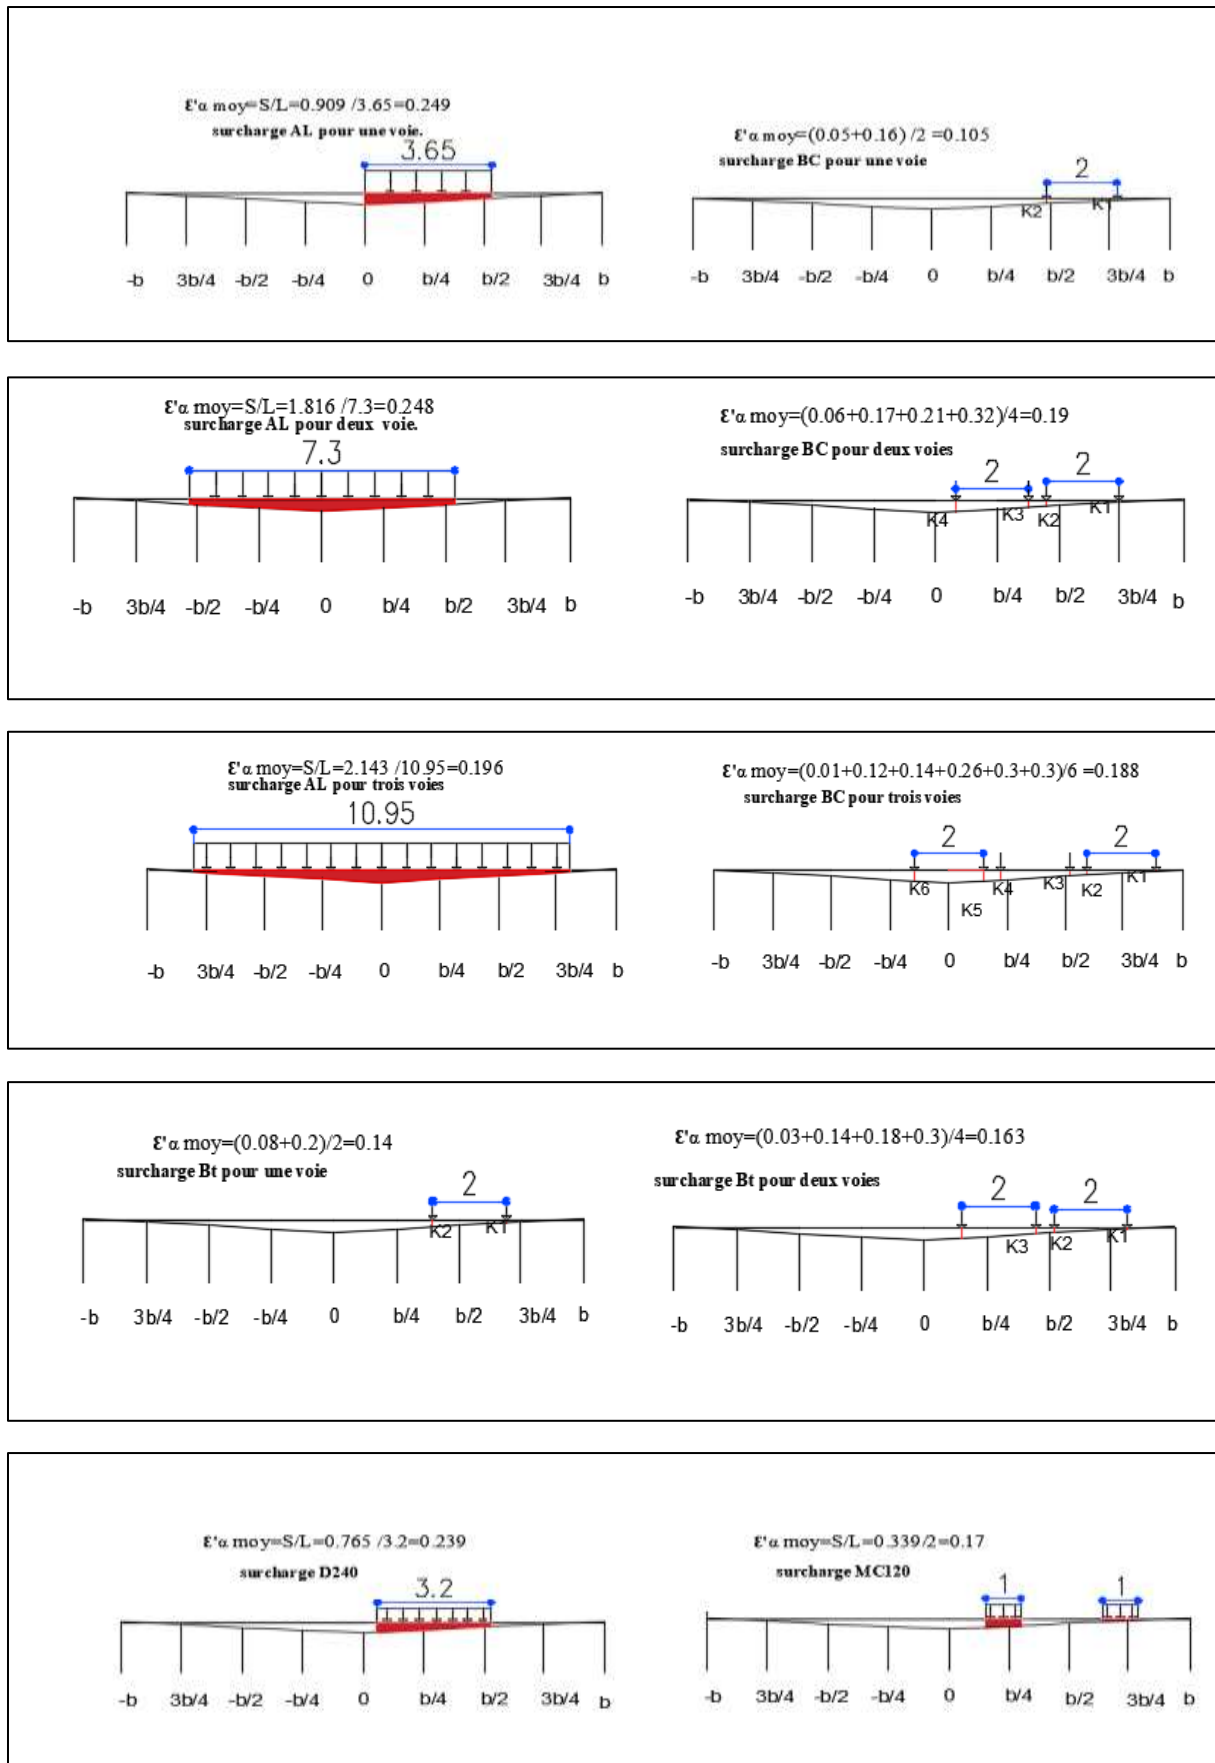 Ɛ'α moy=S/L=0.909 /3.65=0.249
surcharge AL pour une voie.
3.65
-b 3b/4 -b/2 -b/4 0 b/4 b/2 3b/4 b
Ɛ'α moy=(0.05+0.16) /2 =0.105
surcharge BC pour une voie
2
K2 K1
-b 3b/4 -b/2 -b/4 0 b/4 b/2 3b/4 b
Ɛ'α moy=S/L=1.816 /7.3=0.248
surcharge AL pour deux voie.
7.3
-b 3b/4 -b/2 -b/4 0 b/4 b/2 3b/4 b
Ɛ'α moy=(0.06+0.17+0.21+0.32)/4=0.19
surcharge BC pour deux voies
2 2
K4 K3 K2 K1
-b 3b/4 -b/2 -b/4 0 b/4 b/2 3b/4 b
Ɛ'α moy=S/L=2.143 /10.95=0.196
surcharge AL pour trois voies
10.95
-b 3b/4 -b/2 -b/4 0 b/4 b/2 3b/4 b
Ɛ'α moy=(0.01+0.12+0.14+0.26+0.3+0.3)/6 =0.188
surcharge BC pour trois voies
2 2
K6 K4 K3 K2 K1
K5
-b 3b/4 -b/2 -b/4 0 b/4 b/2 3b/4 b
Ɛ'α moy=(0.08+0.2)/2=0.14
surcharge Bt pour une voie
2
K2 K1
-b 3b/4 -b/2 -b/4 0 b/4 b/2 3b/4 b
Ɛ'α moy=(0.03+0.14+0.18+0.3)/4=0.163
surcharge Bt pour deux voies
2 2
K3 K2 K1
-b 3b/4 -b/2 -b/4 0 b/4 b/2 3b/4 b
Ɛ'α moy=S/L=0.765 /3.2=0.239
surcharge D240
3.2
-b 3b/4 -b/2 -b/4 0 b/4 b/2 3b/4 b
Ɛ'α moy=S/L=0.339/2=0.17
surcharge MC120
1 1
-b 3b/4 -b/2 -b/4 0 b/4 b/2 3b/4 b